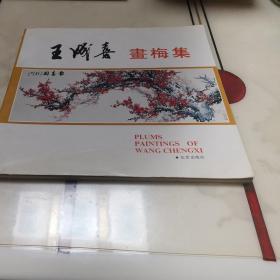 王成喜 畫梅集
PLUMS
PAINTINGS OF
WANG CHENGXI